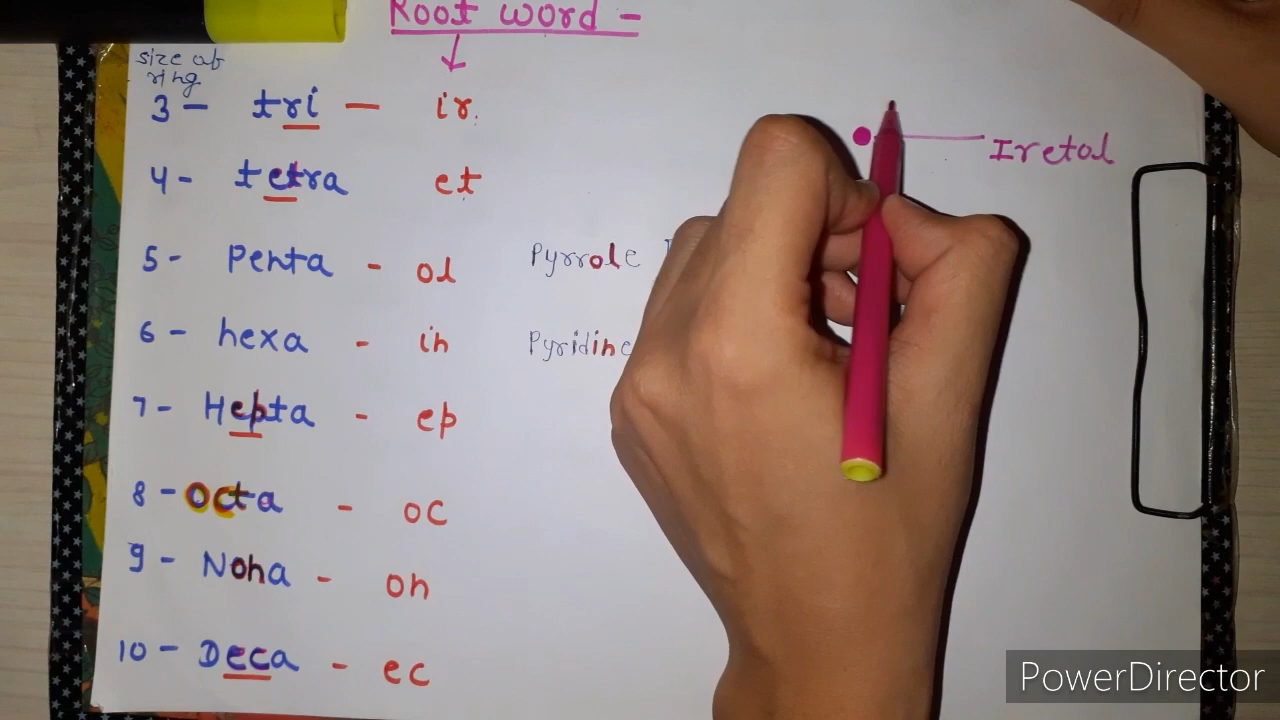 Root word -
size of
ring
3 - tri - ir
4 - tetra et
5 - Penta - ol
Pyrrole
6 - hexa - in
Pyridine
7 - Hepta - ep
8 - octa - oc
9 - Nona - on
10 - Deca - ec
Iretol
PowerDirector